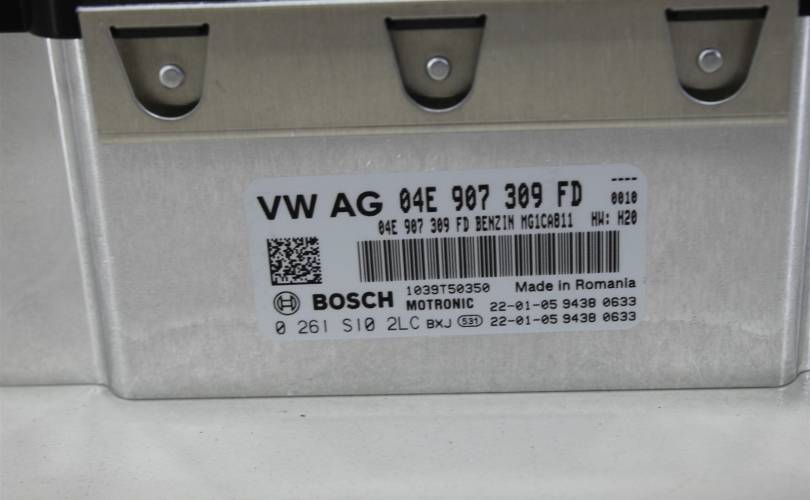 VW AG 04E 907 309 FD ----
0010
04E 907 309 FD BENZIN MG1CA811 HW: H20
1039T50350 Made in Romania
BOSCH MOTRONIC 22-01-05 9438 0633
0 261 S10 2LC BXJ 531 22-01-05 9438 0633